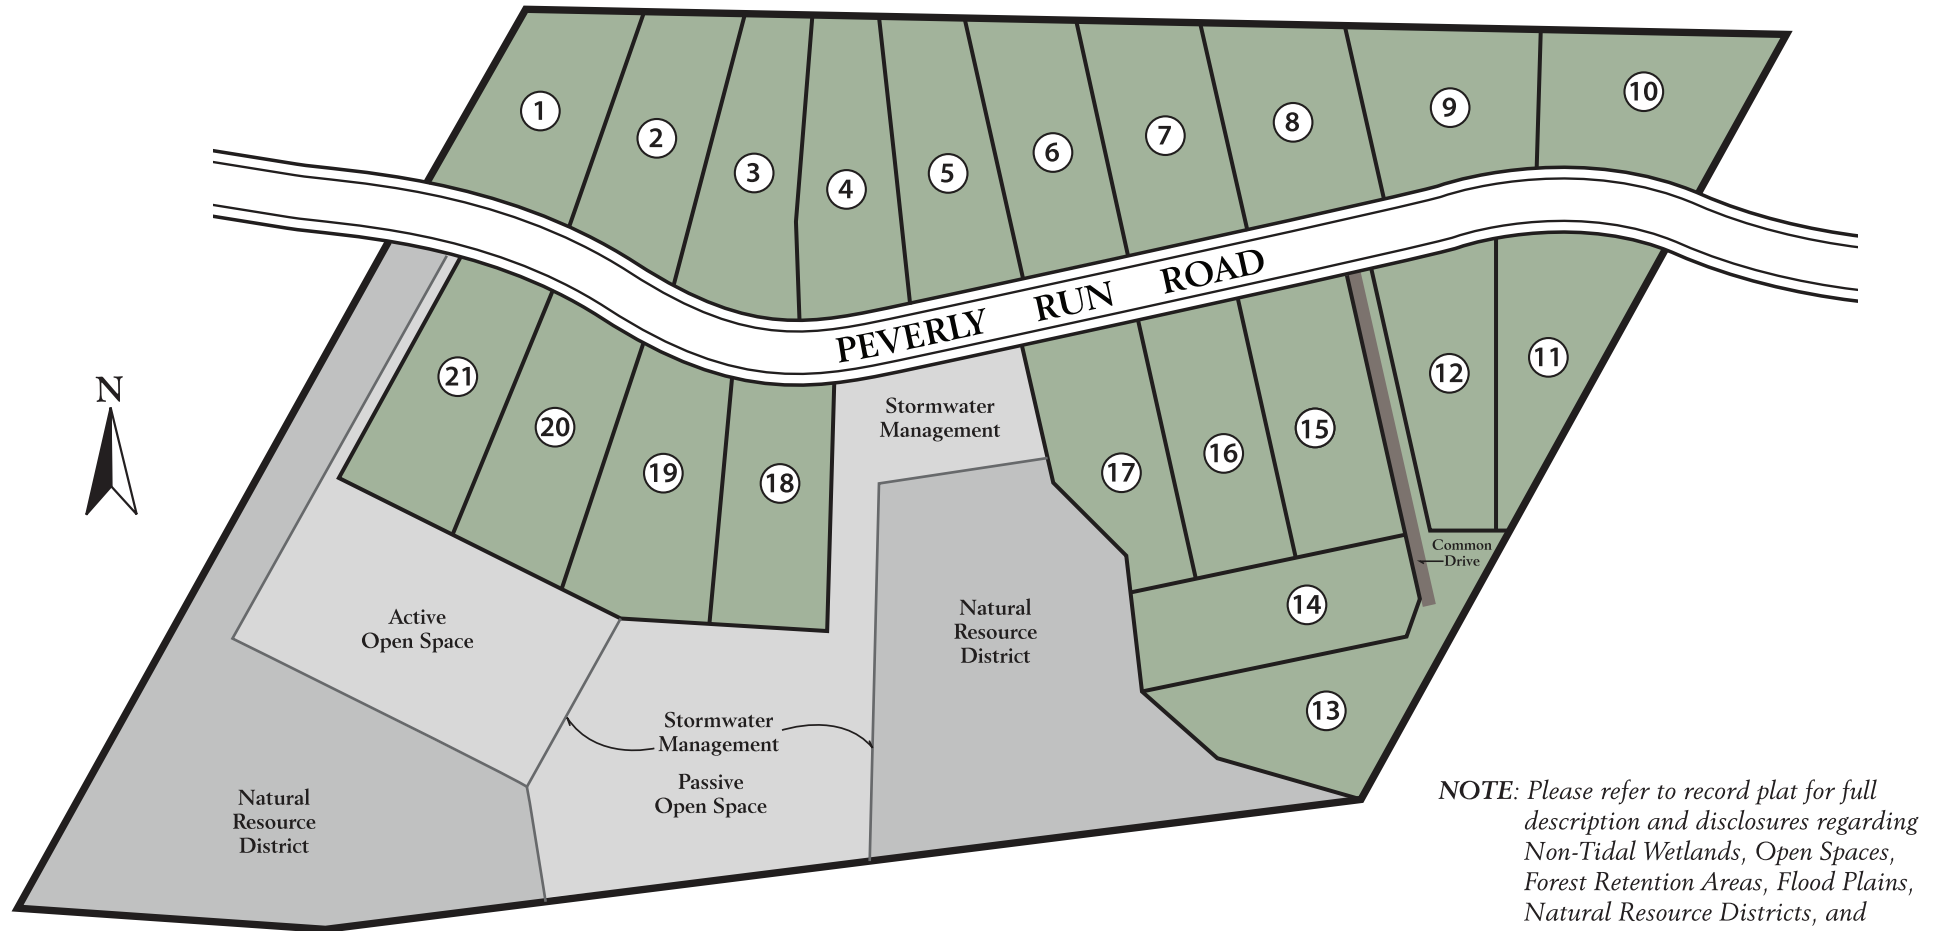 1
2
3
4
5
6
7
8
9
10
PEVERLY RUN ROAD
N
21
20
19
18
Stormwater
Management
17
16
15
12
11
Common
Drive
14
13
Active
Open Space
Natural
Resource
District
Stormwater
Management
Passive
Open Space
Natural
Resource
District
NOTE: Please refer to record plat for full
description and disclosures regarding
Non-Tidal Wetlands, Open Spaces,
Forest Retention Areas, Flood Plains,
Natural Resource Districts, and